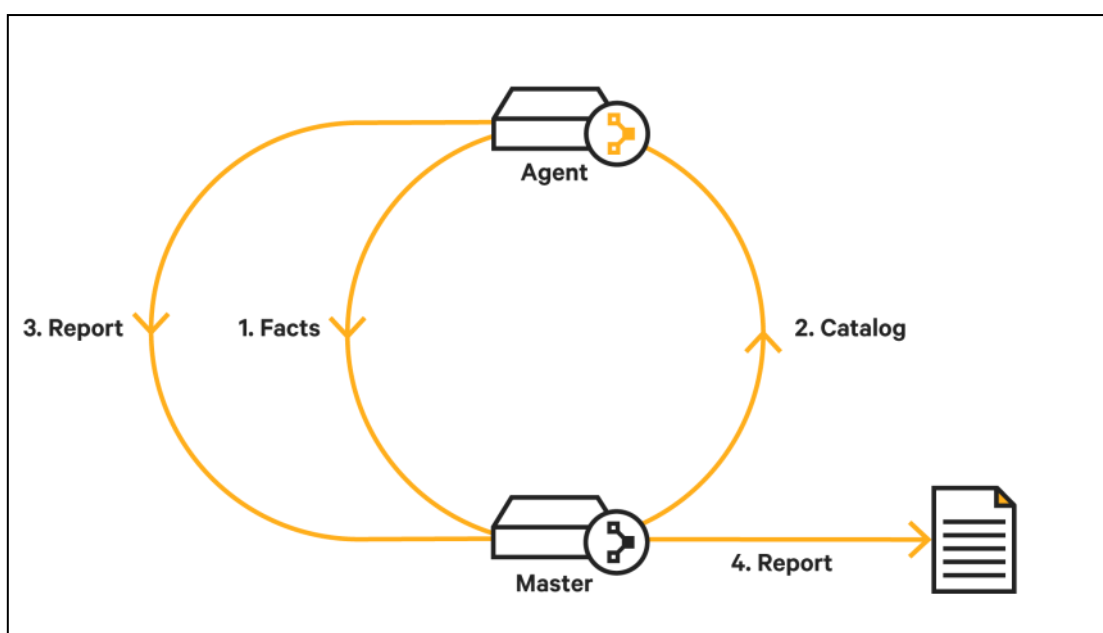 Agent
3. Report
1. Facts
2. Catalog
Master
4. Report